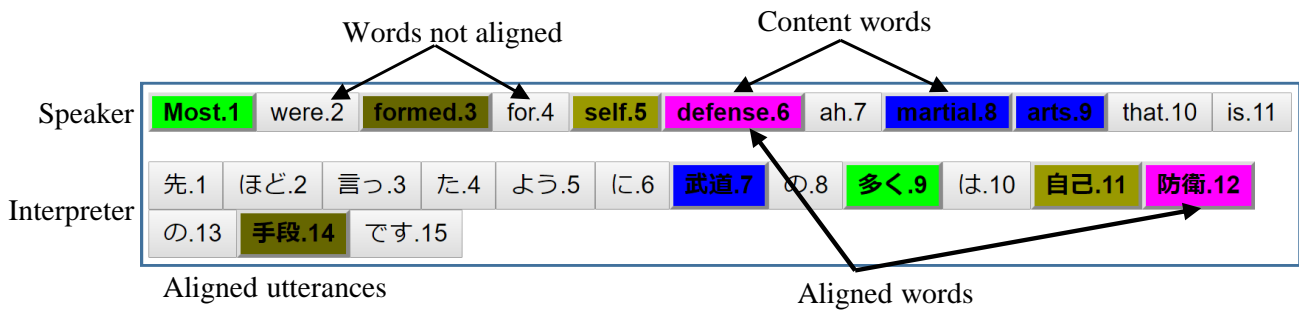 Words not aligned
Content words
Speaker
Most.1 were.2 formed.3 for.4 self.5 defense.6 ah.7 martial.8 arts.9 that.10 is.11
Interpreter
先.1 ほど.2 言っ.3 た.4 よう.5 に.6 武道.7 の.8 多く.9 は.10 自己.11 防衛.12
の.13 手段.14 です.15
Aligned utterances
Aligned words